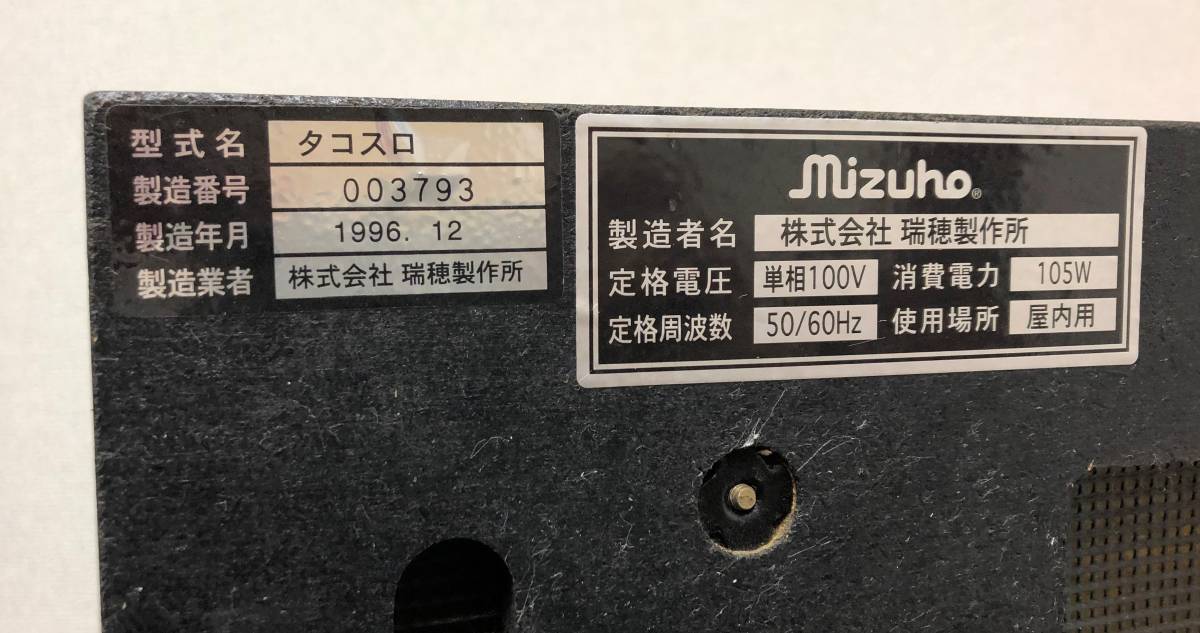 型式名 タコスロ
製造番号 003793
製造年月 1996. 12
製造業者 株式会社 瑞穂製作所
mizuho®
製造者名 株式会社 瑞穂製作所
定格電圧 単相100V 消費電力 105W
定格周波数 50/60Hz 使用場所 屋内用